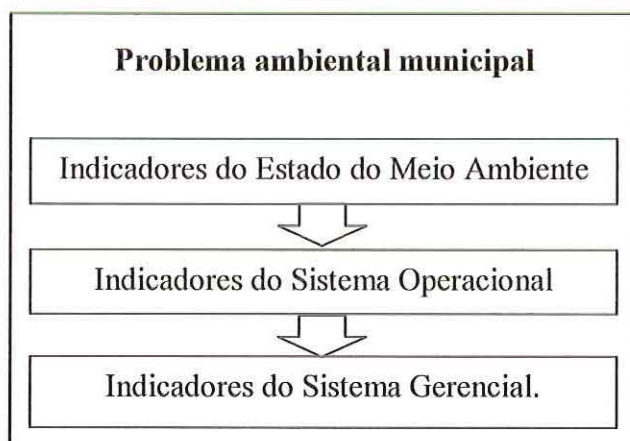 Problema ambiental municipal
Indicadores do Estado do Meio Ambiente
Indicadores do Sistema Operacional
Indicadores do Sistema Gerencial.